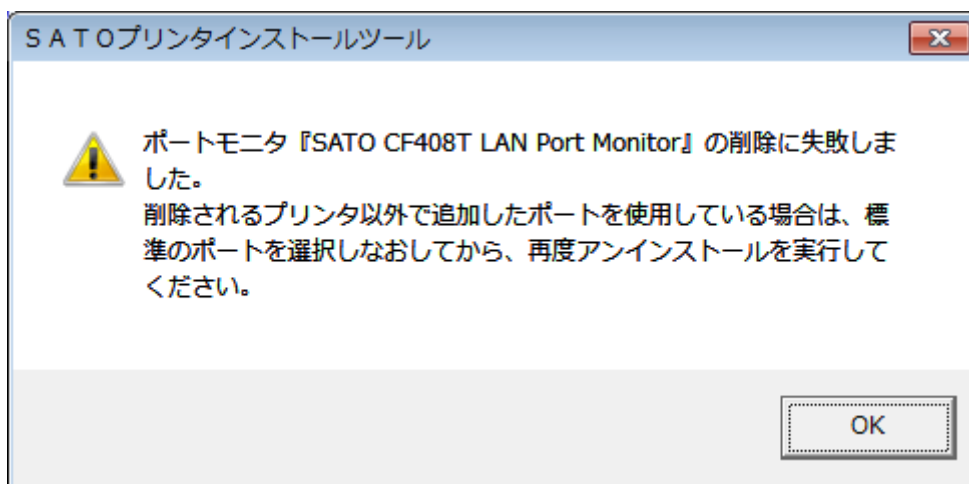 ＳＡＴＯプリンタインストールツール
ポートモニタ『SATO CF408T LAN Port Monitor』の削除に失敗しま
した。
削除されるプリンタ以外で追加したポートを使用している場合は、標
準のポートを選択しなおしてから、再度アンインストールを実行して
ください。
OK